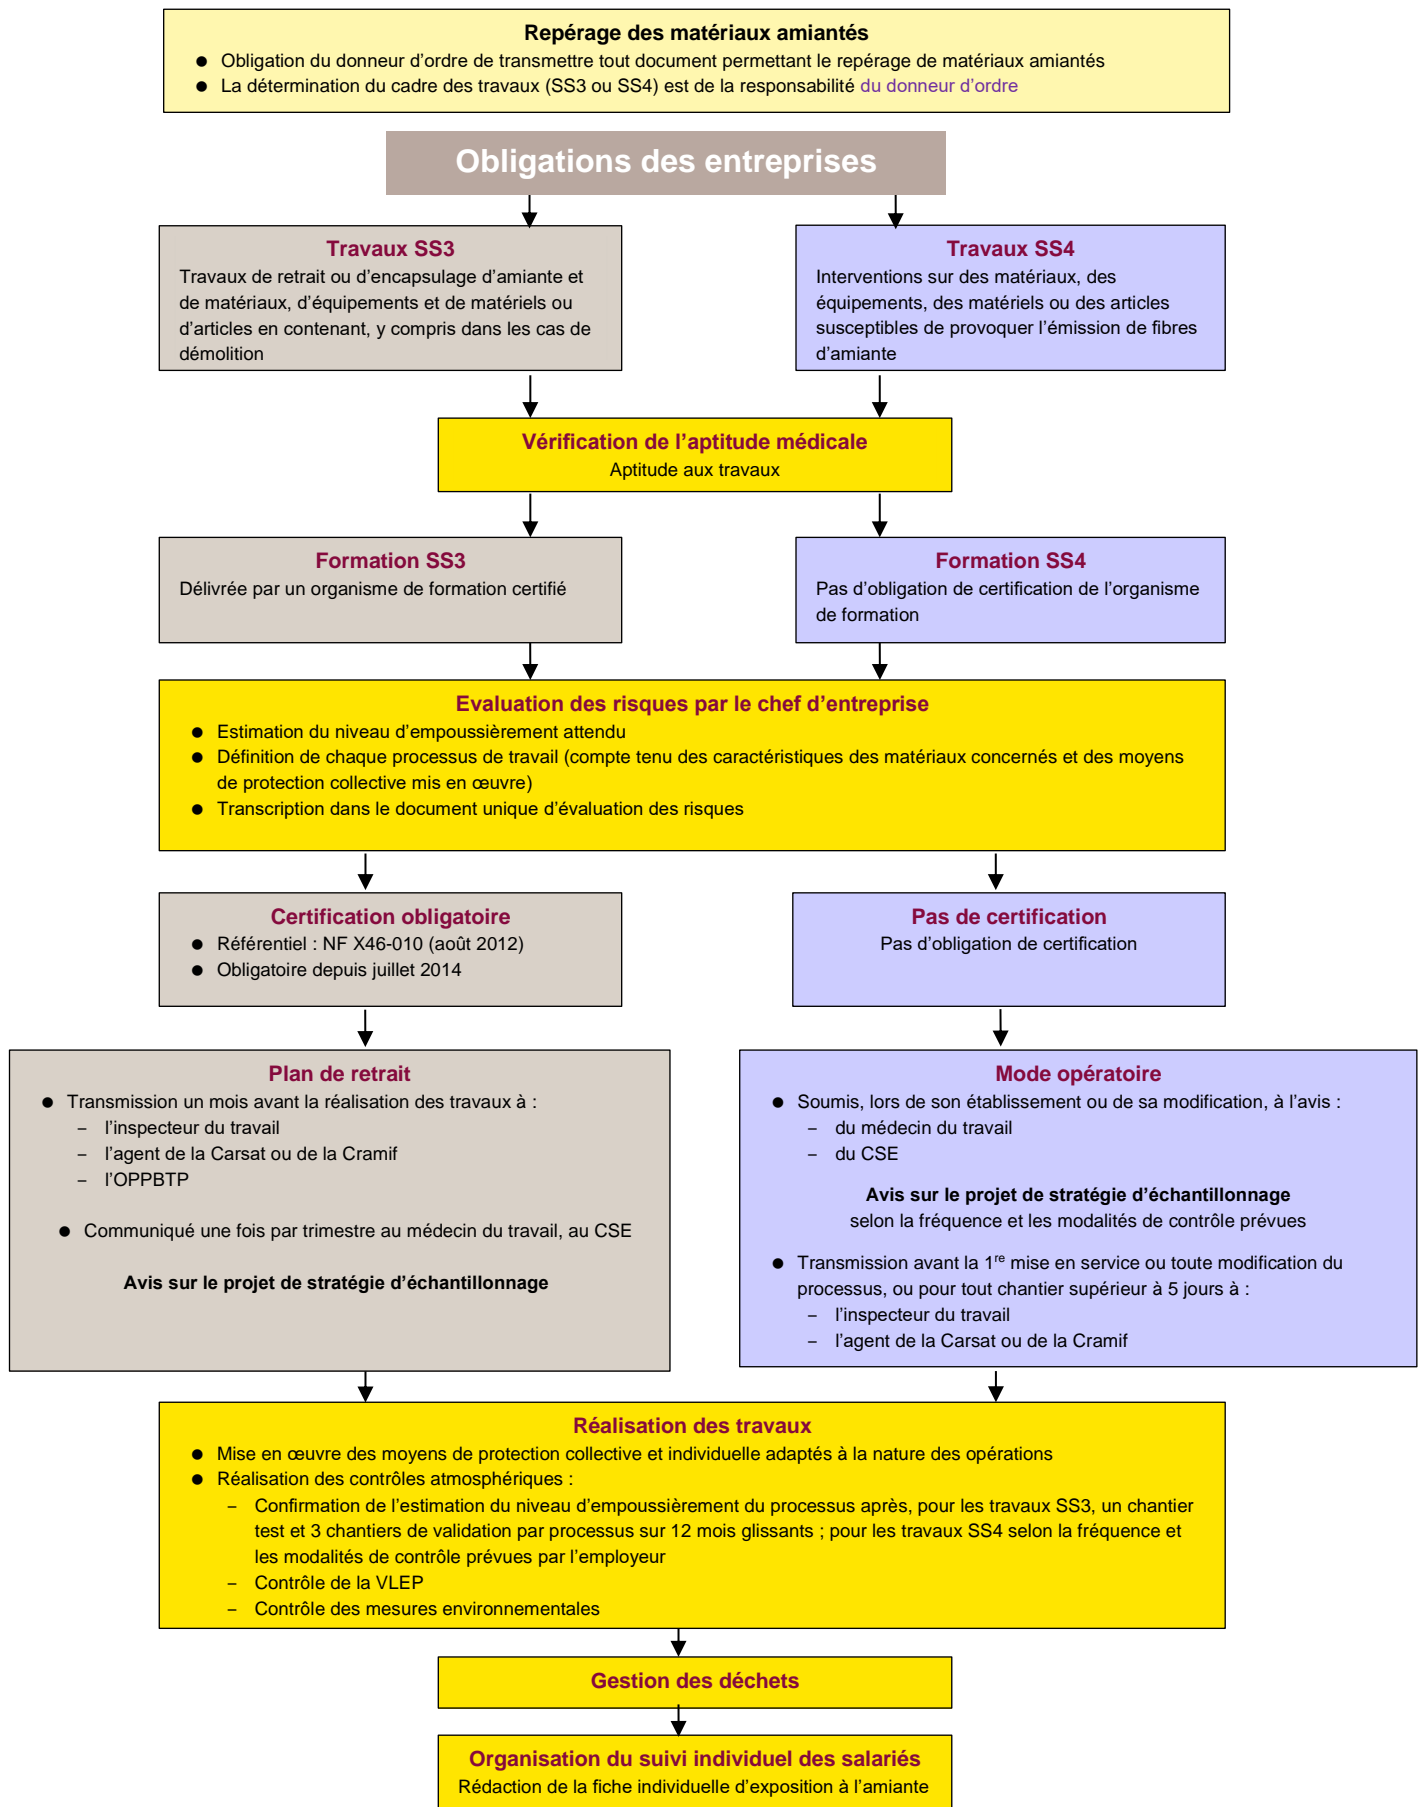 Repérage des matériaux amiantés
● Obligation du donneur d’ordre de transmettre tout document permettant le repérage de matériaux amiantés
● La détermination du cadre des travaux (SS3 ou SS4) est de la responsabilité du donneur d’ordre
Obligations des entreprises
Travaux SS3
Travaux de retrait ou d’encapsulage d’amiante et
de matériaux, d’équipements et de matériels ou
d’articles en contenant, y compris dans les cas de
démolition
Travaux SS4
Interventions sur des matériaux, des
équipements, des matériels ou des articles
susceptibles de provoquer l’émission de fibres
d’amiante
Vérification de l’aptitude médicale
Aptitude aux travaux
Formation SS3
Délivrée par un organisme de formation certifié
Formation SS4
Pas d’obligation de certification de l’organisme
de formation
Evaluation des risques par le chef d’entreprise
● Estimation du niveau d’empoussièrement attendu
● Définition de chaque processus de travail (compte tenu des caractéristiques des matériaux concernés et des moyens
de protection collective mis en œuvre)
● Transcription dans le document unique d’évaluation des risques
Certification obligatoire
● Référentiel : NF X46-010 (août 2012)
● Obligatoire depuis juillet 2014
Pas de certification
Pas d’obligation de certification
Plan de retrait
● Transmission un mois avant la réalisation des travaux à :
– l’inspecteur du travail
– l’agent de la Carsat ou de la Cramif
– l’OPPBTP
● Communiqué une fois par trimestre au médecin du travail, au CSE
Avis sur le projet de stratégie d’échantillonnage
Mode opératoire
● Soumis, lors de son établissement ou de sa modification, à l’avis :
– du médecin du travail
– du CSE
Avis sur le projet de stratégie d’échantillonnage
selon la fréquence et les modalités de contrôle prévues
● Transmission avant la 1re mise en service ou toute modification du
processus, ou pour tout chantier supérieur à 5 jours à :
– l’inspecteur du travail
– l’agent de la Carsat ou de la Cramif
Réalisation des travaux
● Mise en œuvre des moyens de protection collective et individuelle adaptés à la nature des opérations
● Réalisation des contrôles atmosphériques :
– Confirmation de l’estimation du niveau d’empoussièrement du processus après, pour les travaux SS3, un chantier
test et 3 chantiers de validation par processus sur 12 mois glissants ; pour les travaux SS4 selon la fréquence et
les modalités de contrôle prévues par l’employeur
– Contrôle de la VLEP
– Contrôle des mesures environnementales
Gestion des déchets
Organisation du suivi individuel des salariés
Rédaction de la fiche individuelle d’exposition à l’amiante